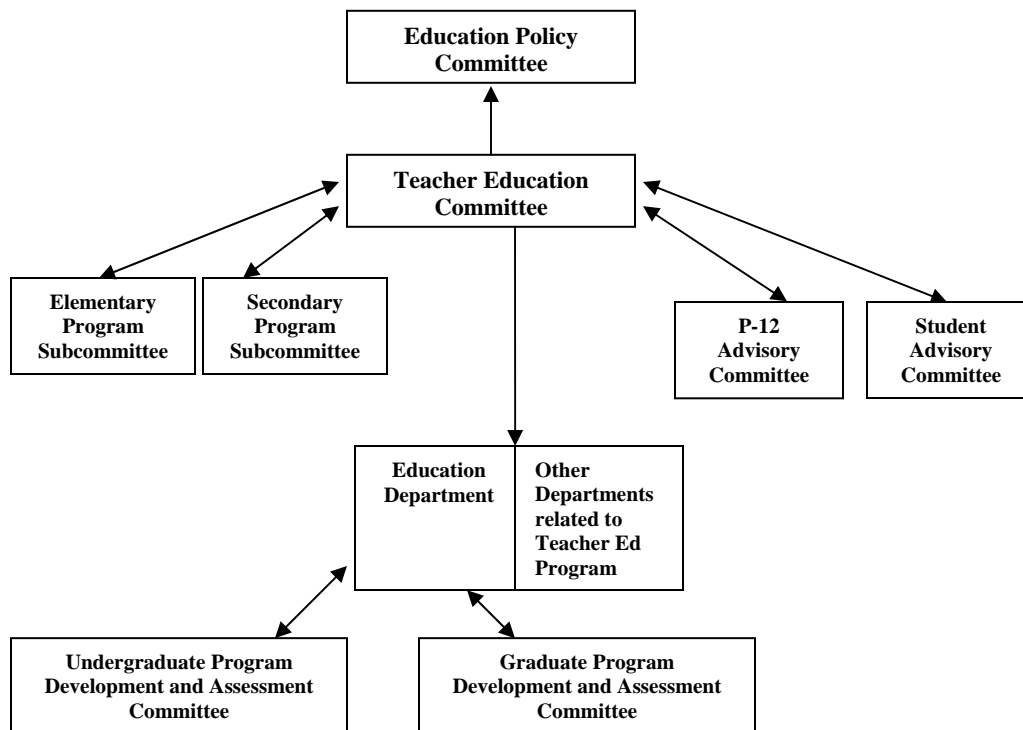 Education Policy
Committee
Teacher Education
Committee
Elementary
Program
Subcommittee
Secondary
Program
Subcommittee
P-12
Advisory
Committee
Student
Advisory
Committee
Education
Department
Other
Departments
related to
Teacher Ed
Program
Undergraduate Program
Development and Assessment
Committee
Graduate Program
Development and Assessment
Committee